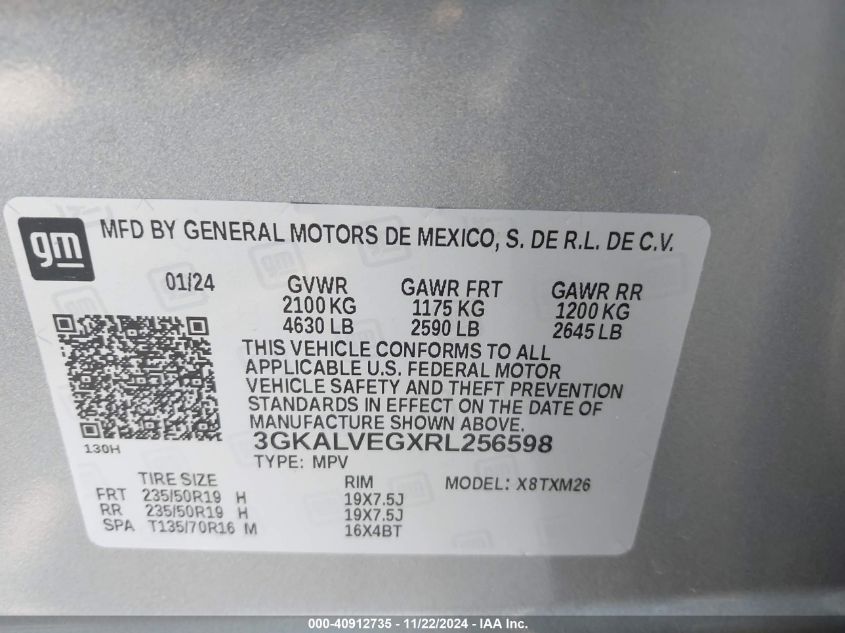 gm
MFD BY GENERAL MOTORS DE MEXICO, S. DE R.L. DE C.V.
01/24 GVWR GAWR FRT GAWR RR
2100 KG 1175 KG 1200 KG
4630 LB 2590 LB 2645 LB
THIS VEHICLE CONFORMS TO ALL
APPLICABLE U.S. FEDERAL MOTOR
VEHICLE SAFETY AND THEFT PREVENTION
STANDARDS IN EFFECT ON THE DATE OF
MANUFACTURE SHOWN ABOVE.
130H 3GKALVEGXRL256598
TYPE: MPV
TIRE SIZE RIM MODEL: X8TXM26
FRT 235/50R19 H 19X7.5J
RR 235/50R19 H 19X7.5J
SPA T135/70R16 M 16X4BT
000-40912735 - 11/22/2024 - IAA Inc.